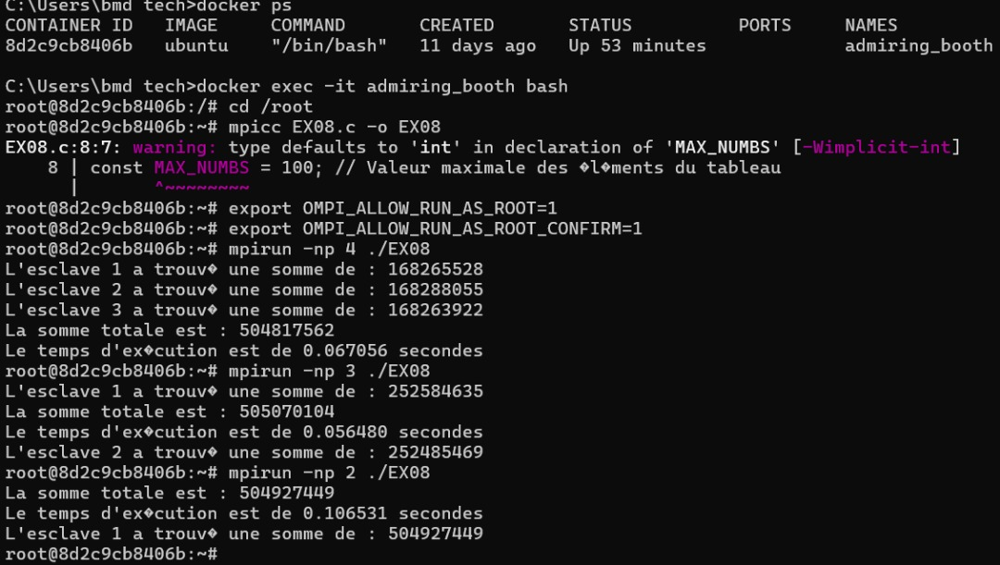 C:\Users\bmd tech>docker ps
CONTAINER ID   IMAGE     COMMAND       CREATED       STATUS          PORTS     NAMES
8d2c9cb8406b   ubuntu    "/bin/bash"   11 days ago   Up 53 minutes             admiring_booth
C:\Users\bmd tech>docker exec -it admiring_booth bash
root@8d2c9cb8406b:/# cd /root
root@8d2c9cb8406b:~# mpicc EX08.c -o EX08
EX08.c:8:7: warning: type defaults to 'int' in declaration of 'MAX_NUMBS' [-Wimplicit-int]
    8 | const MAX_NUMBS = 100; // Valeur maximale des �l�ments du tableau
      |       ^~~~~~~~~
root@8d2c9cb8406b:~# export OMPI_ALLOW_RUN_AS_ROOT=1
root@8d2c9cb8406b:~# export OMPI_ALLOW_RUN_AS_ROOT_CONFIRM=1
root@8d2c9cb8406b:~# mpirun -np 4 ./EX08
L'esclave 1 a trouv� une somme de : 168265528
L'esclave 2 a trouv� une somme de : 168288055
L'esclave 3 a trouv� une somme de : 168263922
La somme totale est : 504817562
Le temps d'ex�cution est de 0.067056 secondes
root@8d2c9cb8406b:~# mpirun -np 3 ./EX08
L'esclave 1 a trouv� une somme de : 252584635
La somme totale est : 505070104
Le temps d'ex�cution est de 0.056480 secondes
L'esclave 2 a trouv� une somme de : 252485469
root@8d2c9cb8406b:~# mpirun -np 2 ./EX08
La somme totale est : 504927449
Le temps d'ex�cution est de 0.106531 secondes
L'esclave 1 a trouv� une somme de : 504927449
root@8d2c9cb8406b:~#